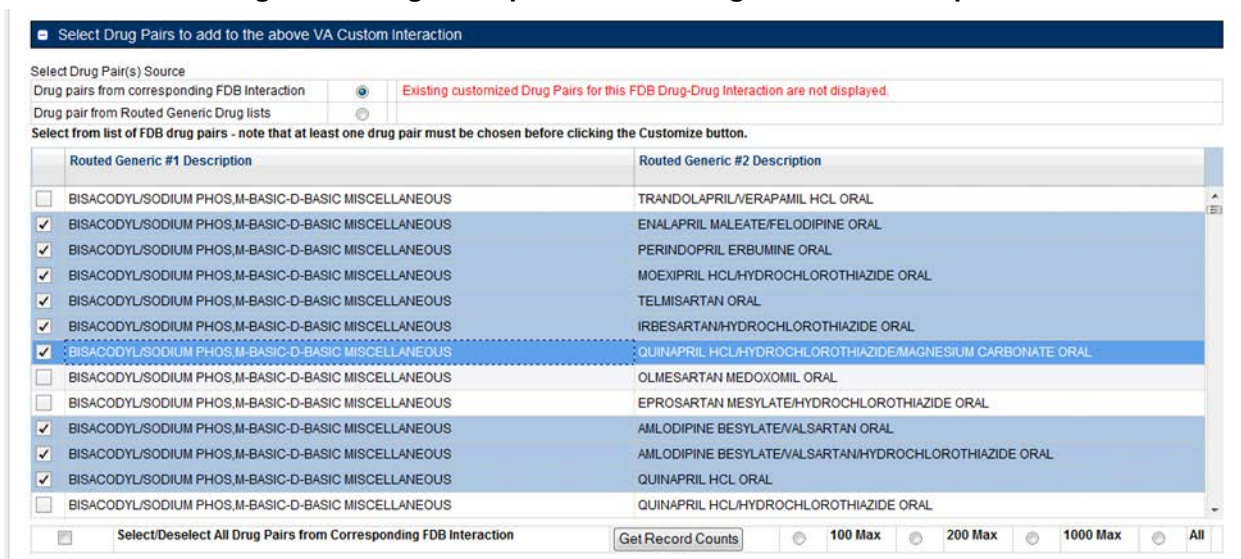 Select Drug Pairs to add to the above VA Custom Interaction
Select Drug Pair(s) Source
Drug pairs from corresponding FDB Interaction Existing customized Drug Pairs for this FDB Drug-Drug Interaction are not displayed.
Drug pair from Routed Generic Drug lists
Select from list of FDB drug pairs - note that at least one drug pair must be chosen before clicking the Customize button.
Routed Generic #1 Description Routed Generic #2 Description
BISACODYL/SODIUM PHOS,M-BASIC-D-BASIC MISCELLANEOUS TRANDOLAPRIL/VERAPAMIL HCL ORAL
BISACODYL/SODIUM PHOS,M-BASIC-D-BASIC MISCELLANEOUS ENALAPRIL MALEATE/FELODIPINE ORAL
BISACODYL/SODIUM PHOS,M-BASIC-D-BASIC MISCELLANEOUS PERINDOPRIL ERBUMINE ORAL
BISACODYL/SODIUM PHOS,M-BASIC-D-BASIC MISCELLANEOUS MOEXIPRIL HCL/HYDROCHLOROTHIAZIDE ORAL
BISACODYL/SODIUM PHOS,M-BASIC-D-BASIC MISCELLANEOUS TELMISARTAN ORAL
BISACODYL/SODIUM PHOS,M-BASIC-D-BASIC MISCELLANEOUS IRBESARTAN/HYDROCHLOROTHIAZIDE ORAL
BISACODYL/SODIUM PHOS,M-BASIC-D-BASIC MISCELLANEOUS QUINAPRIL HCL/HYDROCHLOROTHIAZIDE/MAGNESIUM CARBONATE ORAL
BISACODYL/SODIUM PHOS,M-BASIC-D-BASIC MISCELLANEOUS OLMESARTAN MEDOXOMIL ORAL
BISACODYL/SODIUM PHOS,M-BASIC-D-BASIC MISCELLANEOUS EPROSARTAN MESYLATE/HYDROCHLOROTHIAZIDE ORAL
BISACODYL/SODIUM PHOS,M-BASIC-D-BASIC MISCELLANEOUS AMLODIPINE BESYLATE/VALSARTAN ORAL
BISACODYL/SODIUM PHOS,M-BASIC-D-BASIC MISCELLANEOUS AMLODIPINE BESYLATE/VALSARTAN/HYDROCHLOROTHIAZIDE ORAL
BISACODYL/SODIUM PHOS,M-BASIC-D-BASIC MISCELLANEOUS QUINAPRIL HCL ORAL
BISACODYL/SODIUM PHOS,M-BASIC-D-BASIC MISCELLANEOUS QUINAPRIL HCL/HYDROCHLOROTHIAZIDE ORAL
Select/Deselect All Drug Pairs from Corresponding FDB Interaction Get Record Counts 100 Max 200 Max 1000 Max All